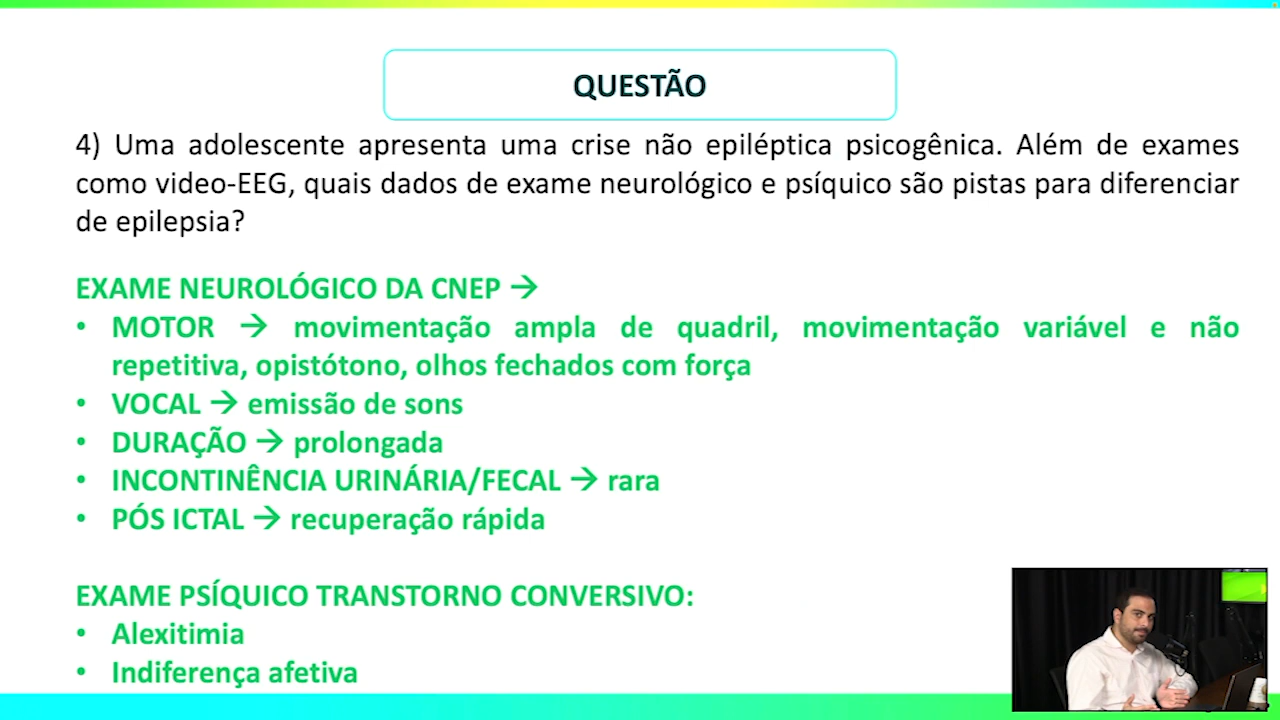 QUESTÃO
4) Uma adolescente apresenta uma crise não epiléptica psicogênica. Além de exames
como video-EEG, quais dados de exame neurológico e psíquico são pistas para diferenciar
de epilepsia?
EXAME NEUROLÓGICO DA CNEP →
• MOTOR → movimentação ampla de quadril, movimentação variável e não
repetitiva, opistótono, olhos fechados com força
• VOCAL → emissão de sons
• DURAÇÃO → prolongada
• INCONTINÊNCIA URINÁRIA/FECAL → rara
• PÓS ICTAL → recuperação rápida
EXAME PSÍQUICO TRANSTORNO CONVERSIVO:
• Alexitimia
• Indiferença afetiva